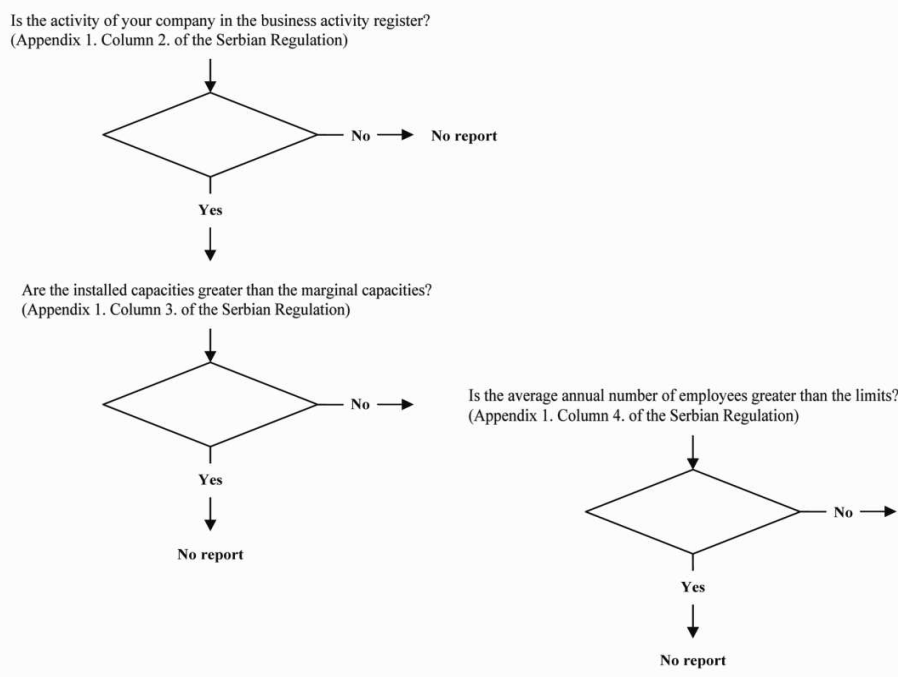 Is the activity of your company in the business activity register?
(Appendix 1. Column 2. of the Serbian Regulation)
No
No report
Yes
Are the installed capacities greater than the marginal capacities?
(Appendix 1. Column 3. of the Serbian Regulation)
No
Is the average annual number of employees greater than the limits?
(Appendix 1. Column 4. of the Serbian Regulation)
Yes
No report
No
Yes
No report